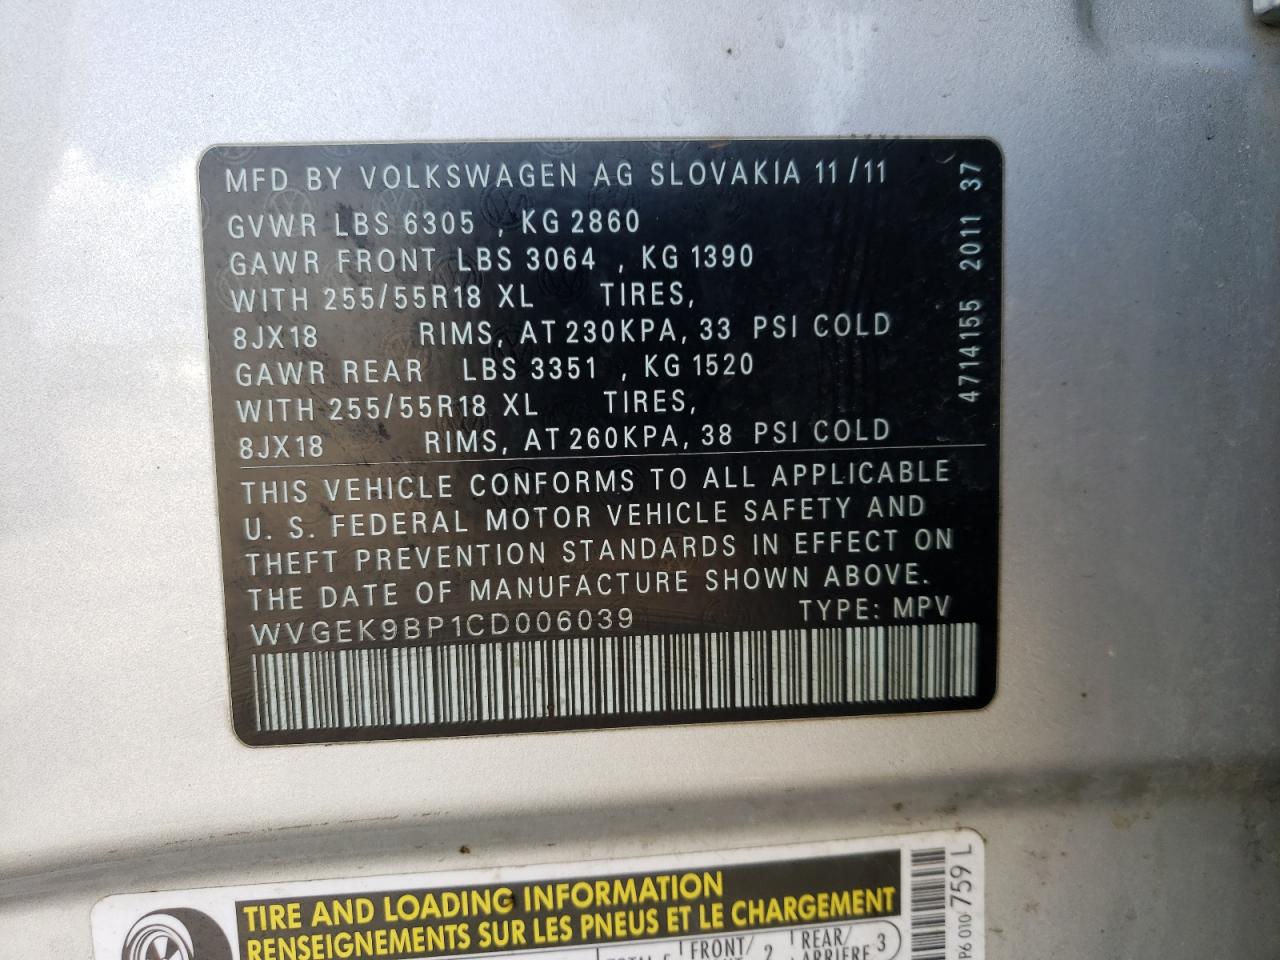 MFD BY VOLKSWAGEN AG SLOVAKIA 11/11
GVWR LBS 6305 , KG 2860
GAWR FRONT LBS 3064 , KG 1390
WITH 255/55R18 XL TIRES,
8JX18 RIMS, AT 230KPA, 33 PSI COLD
GAWR REAR LBS 3351 , KG 1520
WITH 255/55R18 XL TIRES,
8JX18 RIMS, AT 260KPA, 38 PSI COLD
THIS VEHICLE CONFORMS TO ALL APPLICABLE
U. S. FEDERAL MOTOR VEHICLE SAFETY AND
THEFT PREVENTION STANDARDS IN EFFECT ON
THE DATE OF MANUFACTURE SHOWN ABOVE.
WVGEK9BP1CD006039 TYPE: MPV
4714155 2011 37
TIRE AND LOADING INFORMATION
RENSEIGNEMENTS SUR LES PNEUS ET LE CHARGEMENT
FRONT/ 2 REAR/ 3
ARRIÈRE
759 L